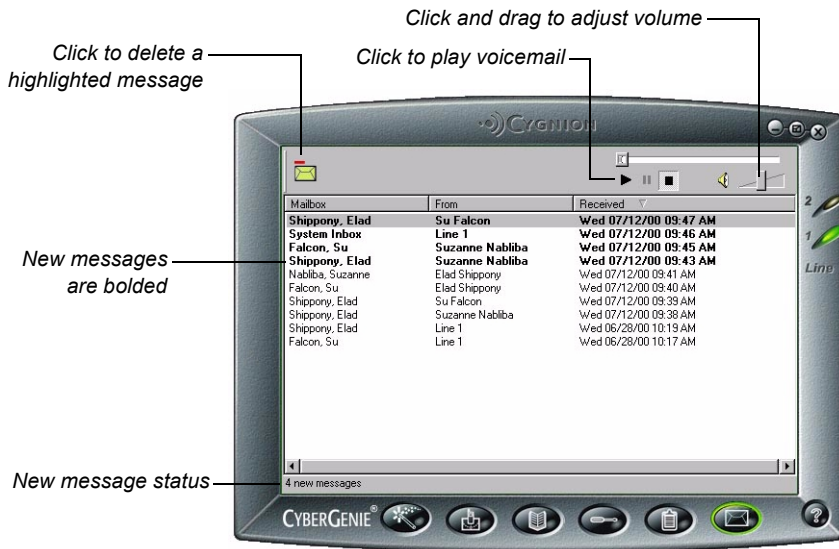 Click and drag to adjust volume
Click to delete a
highlighted message
Click to play voicemail
CYGNION
Mailbox From Received
Shippony, Elad Su Falcon Wed 07/12/00 09:47 AM
System Inbox Line 1 Wed 07/12/00 09:46 AM
Falcon, Su Suzanne Nabliba Wed 07/12/00 09:45 AM
Shippony, Elad Suzanne Nabliba Wed 07/12/00 09:43 AM
Nabliba, Suzanne Elad Shippony Wed 07/12/00 09:41 AM
Falcon, Su Elad Shippony Wed 07/12/00 09:40 AM
Shippony, Elad Su Falcon Wed 07/12/00 09:39 AM
Shippony, Elad Suzanne Nabliba Wed 07/12/00 09:38 AM
Shippony, Elad Line 1 Wed 06/28/00 10:19 AM
Falcon, Su Line 1 Wed 06/28/00 10:17 AM
2
1
Line
New messages
are bolded
New message status
4 new messages
CYBERGENIE®
?